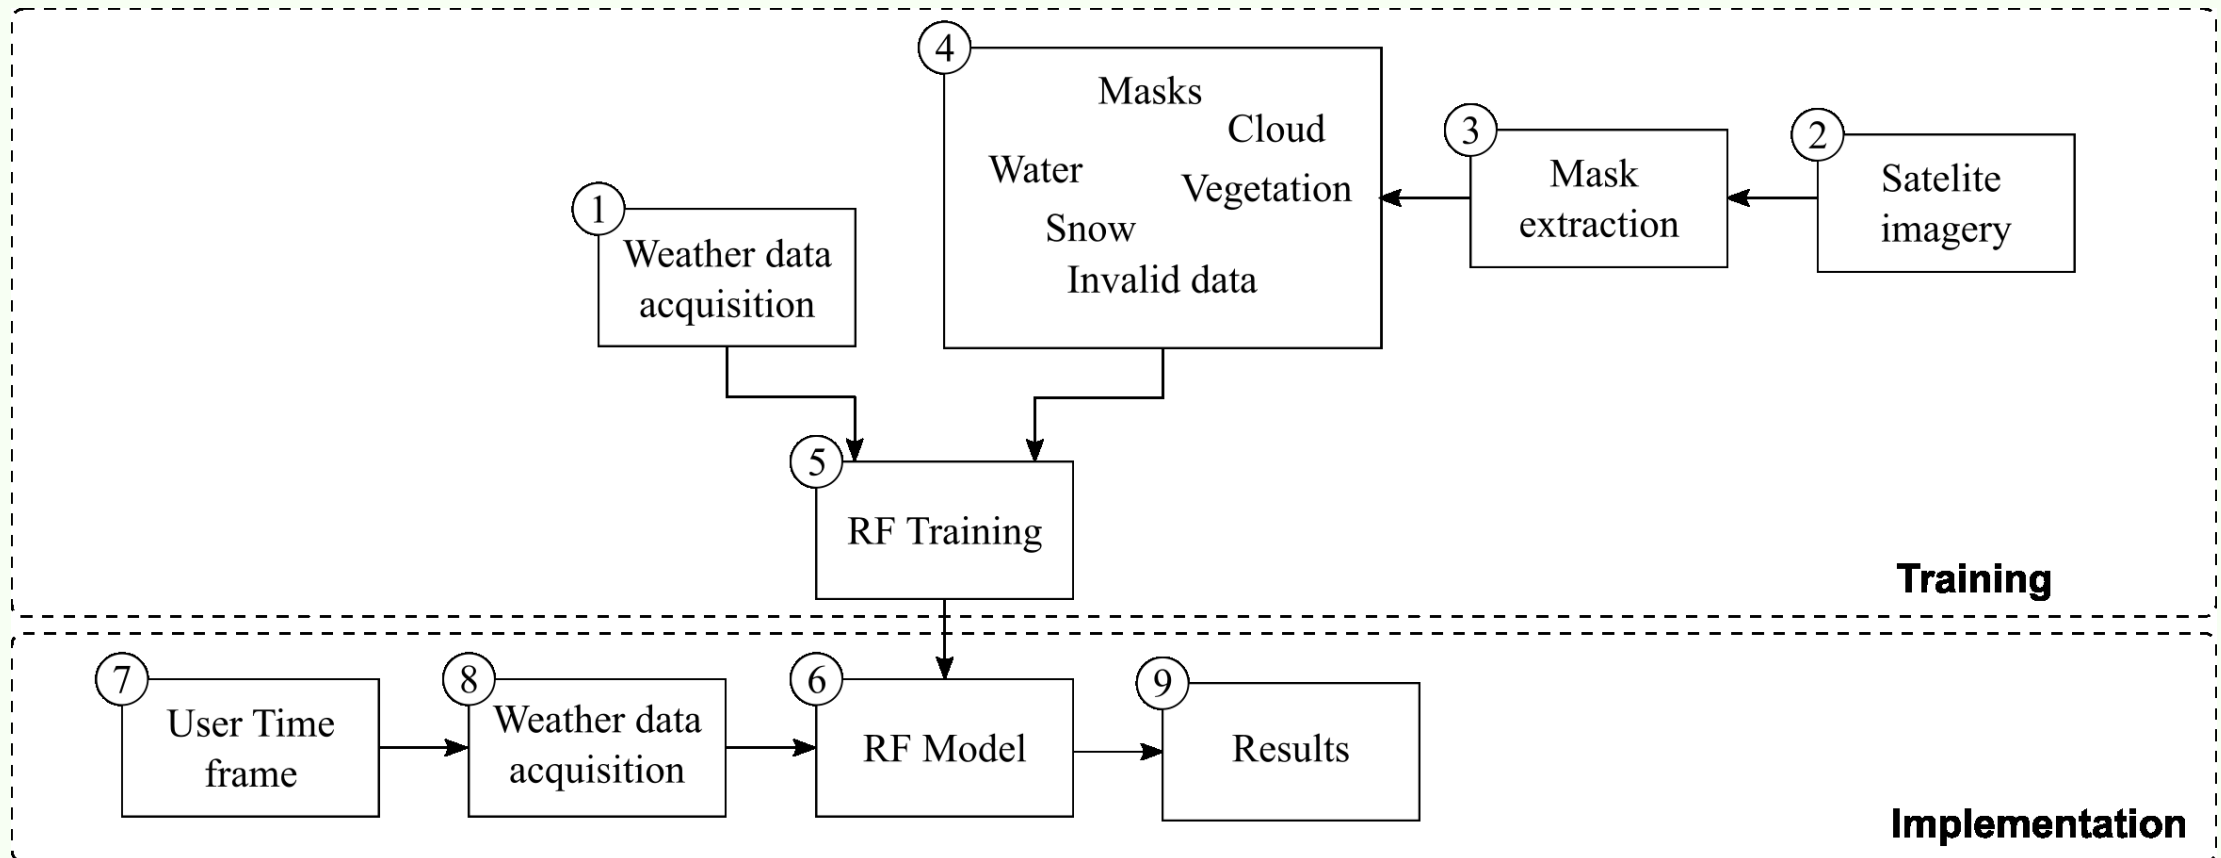 4
Masks
Cloud
Water
Vegetation
Snow
Invalid data
3
Mask
extraction
2
Satelite
imagery
1
Weather data
acquisition
5
RF Training
Training
7
User Time
frame
8
Weather data
acquisition
6
RF Model
9
Results
Implementation